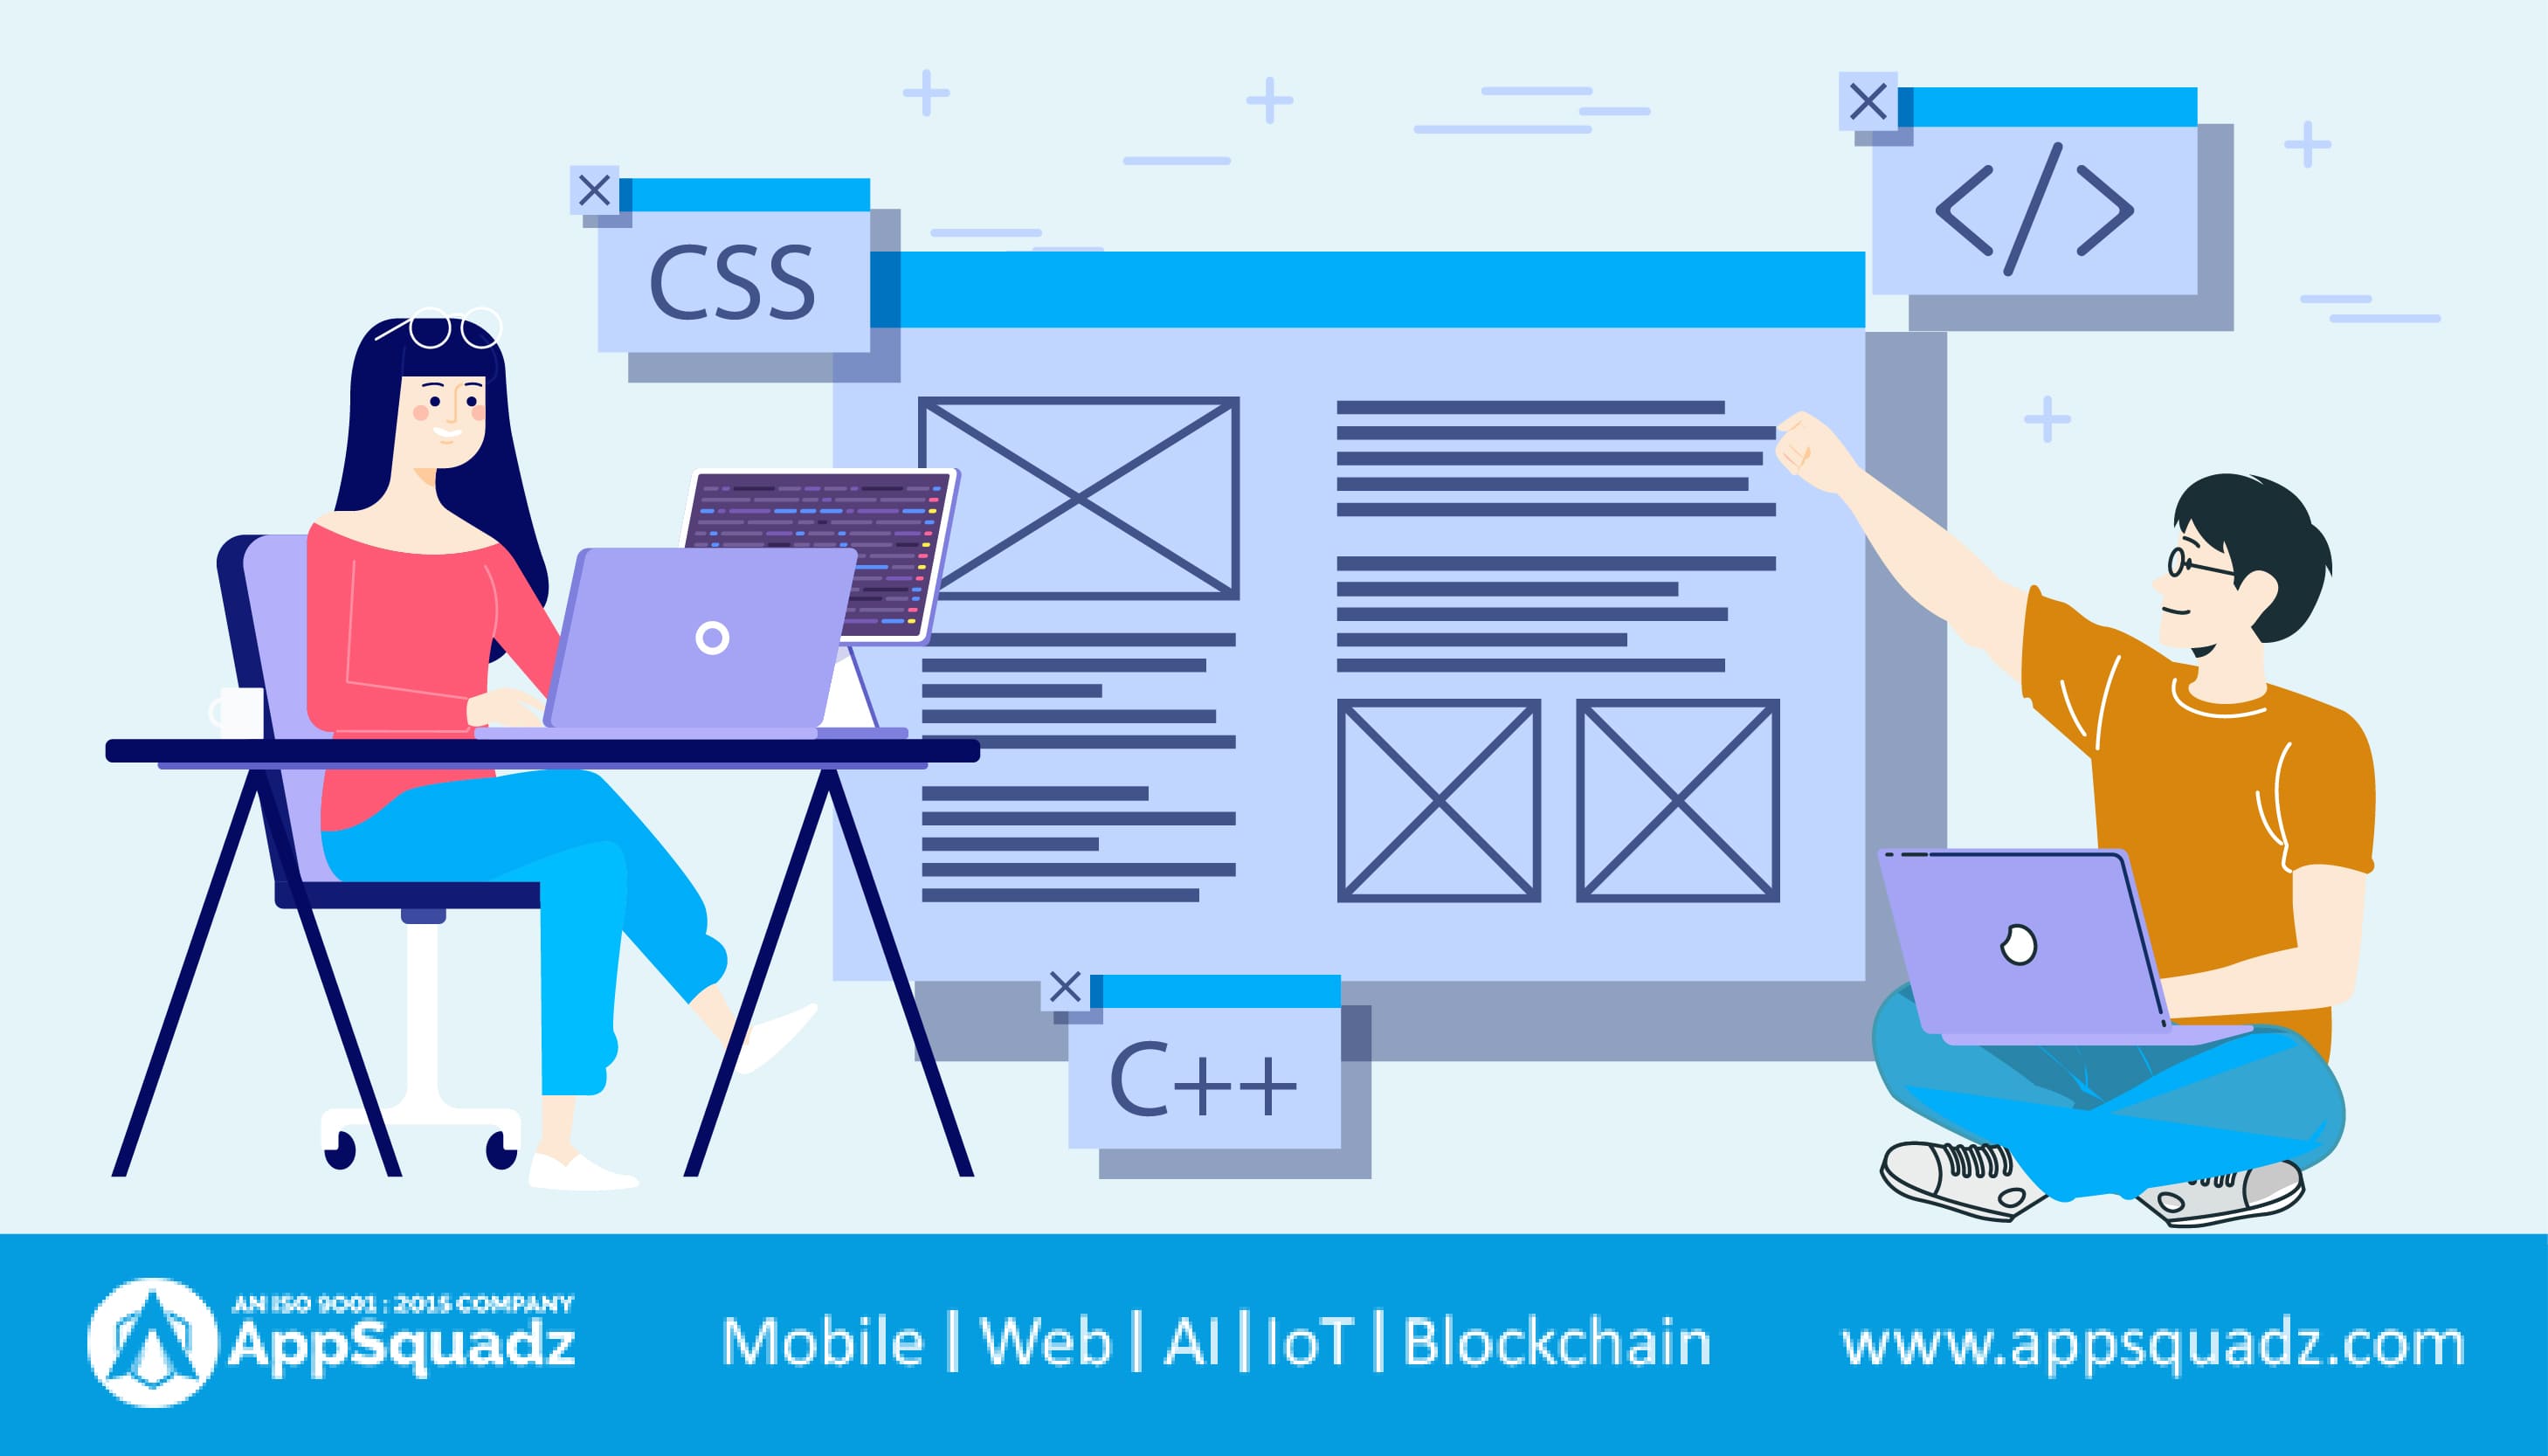 CSS
</>
C++
AN ISO 9001 : 2015 COMPANY
AppSquadz
Mobile | Web | AI | IoT | Blockchain
www.appsquadz.com